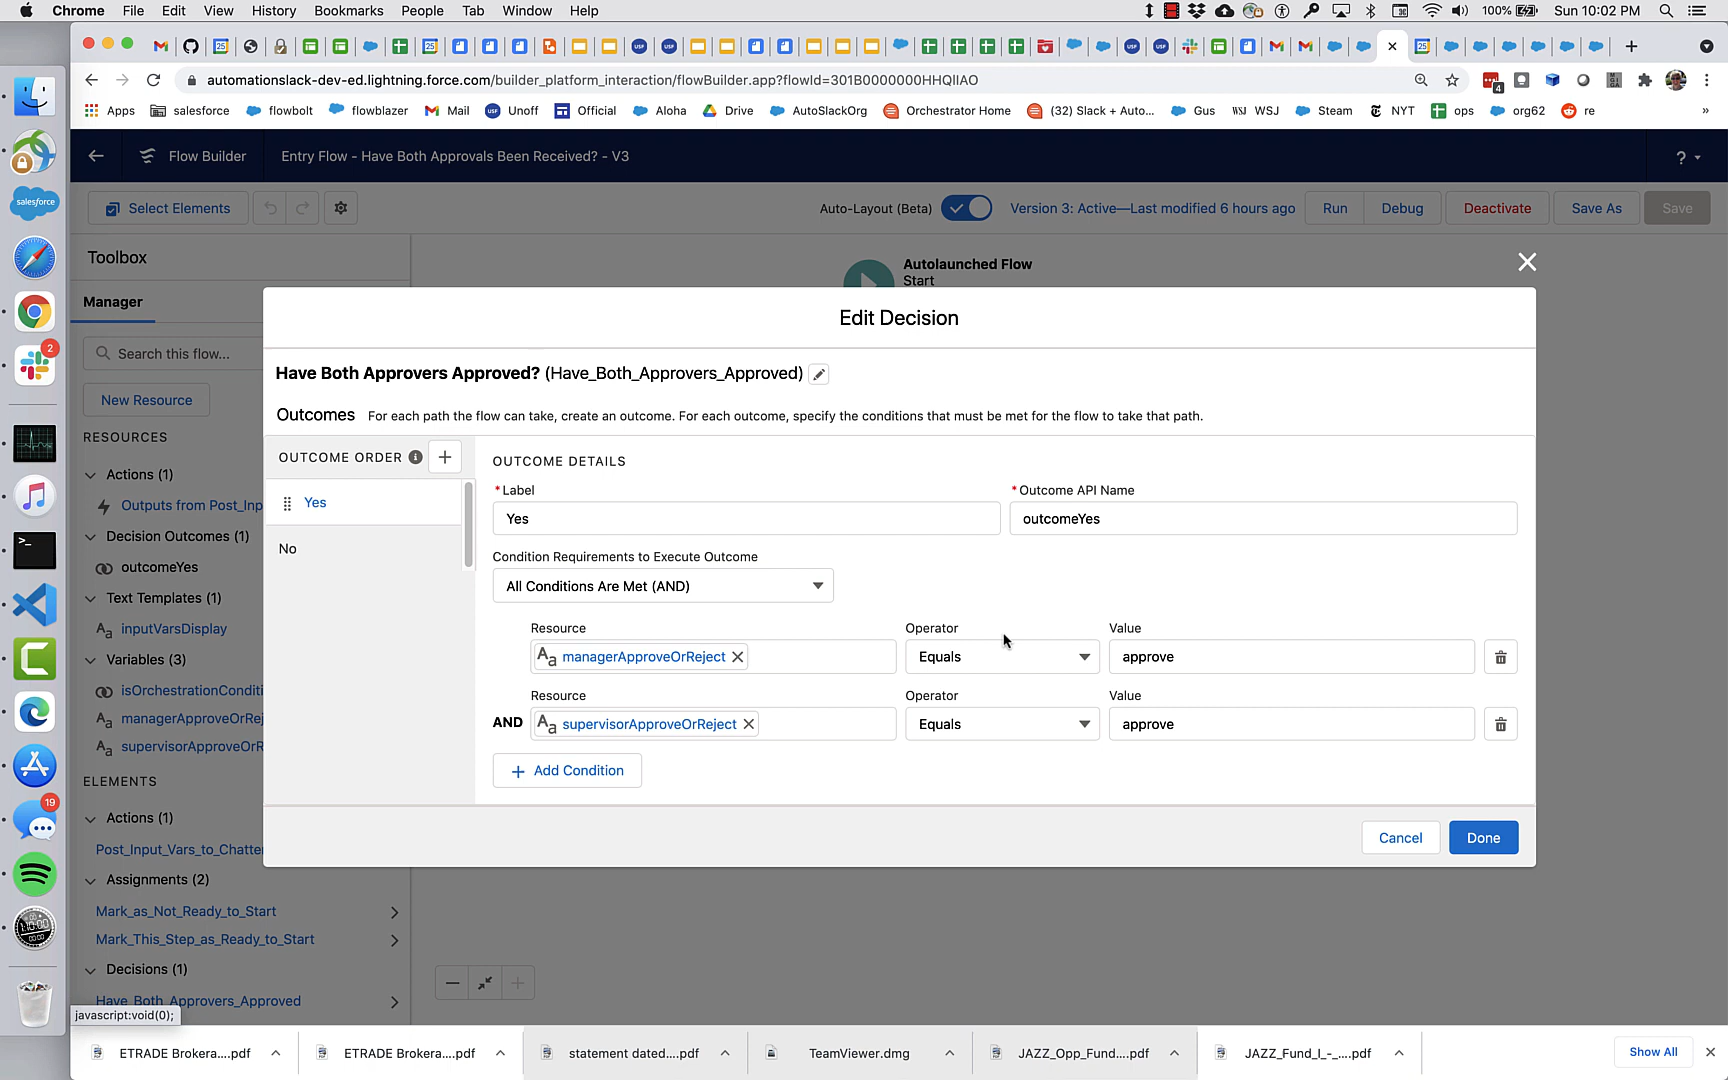 Chrome File Edit View History Bookmarks People Tab Window Help 100% Sun 10:02 PM
automationslack-dev-ed.lightning.force.com/builder_platform_interaction/flowBuilder.app?flowId=301B0000000HHQlIAO
Apps salesforce flowbolt flowblazer Mail Unoff Official Aloha Drive AutoSlackOrg Orchestrator Home (32) Slack + Auto... Gus WSJ WSJ Steam NYT ops org62 re »
Flow Builder Entry Flow - Have Both Approvals Been Received? - V3 ?
Select Elements Auto-Layout (Beta) Version 3: Active—Last modified 6 hours ago Run Debug Deactivate Save As Save
Toolbox
Autolaunched Flow
Start
Manager
Edit Decision
Search this flow...
Have Both Approvers Approved? (Have_Both_Approvers_Approved)
New Resource
Outcomes For each path the flow can take, create an outcome. For each outcome, specify the conditions that must be met for the flow to take that path.
RESOURCES
OUTCOME ORDER
OUTCOME DETAILS
Actions (1)
* Label * Outcome API Name
Yes
Outputs from Post_Inp
Yes outcomeYes
Decision Outcomes (1)
No
Condition Requirements to Execute Outcome
outcomeYes
All Conditions Are Met (AND)
Text Templates (1)
inputVarsDisplay
Resource Operator Value
Aa managerApproveOrReject Equals approve
Variables (3)
isOrchestrationConditi
Resource Operator Value
managerApproveOrRej
AND Aa supervisorApproveOrReject Equals approve
supervisorApproveOrR
Add Condition
ELEMENTS
Actions (1)
Cancel Done
Post_Input_Vars_to_Chatter
Assignments (2)
Mark_as_Not_Ready_to_Start
Mark_This_Step_as_Ready_to_Start
Decisions (1)
Have_Both_Approvers_Approved
javascript:void(0);
ETRADE Brokera....pdf ETRADE Brokera....pdf statement dated....pdf TeamViewer.dmg JAZZ_Opp_Fund....pdf JAZZ_Fund_I_-_....pdf Show All
salesforce
2
19
4